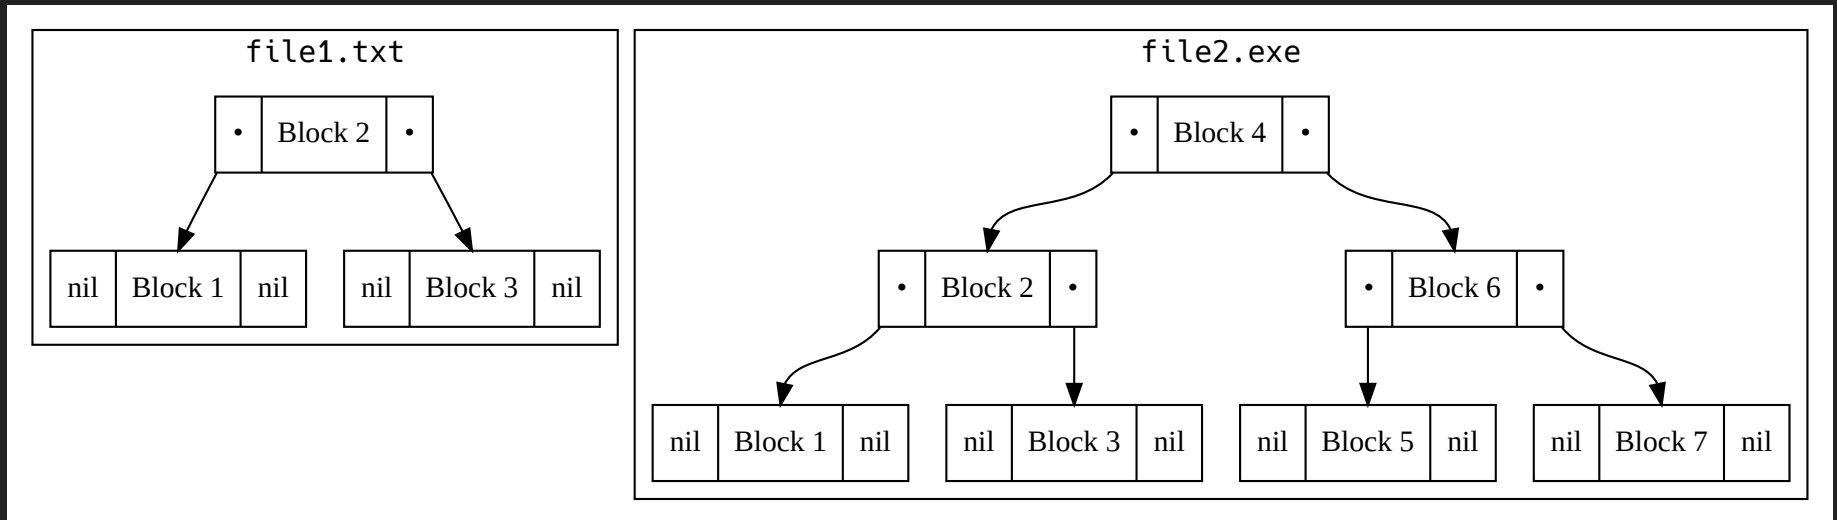 file1.txt
• Block 2 •
nil Block 1 nil
nil Block 3 nil
file2.exe
• Block 4 •
• Block 2 •
• Block 6 •
nil Block 1 nil
nil Block 3 nil
nil Block 5 nil
nil Block 7 nil